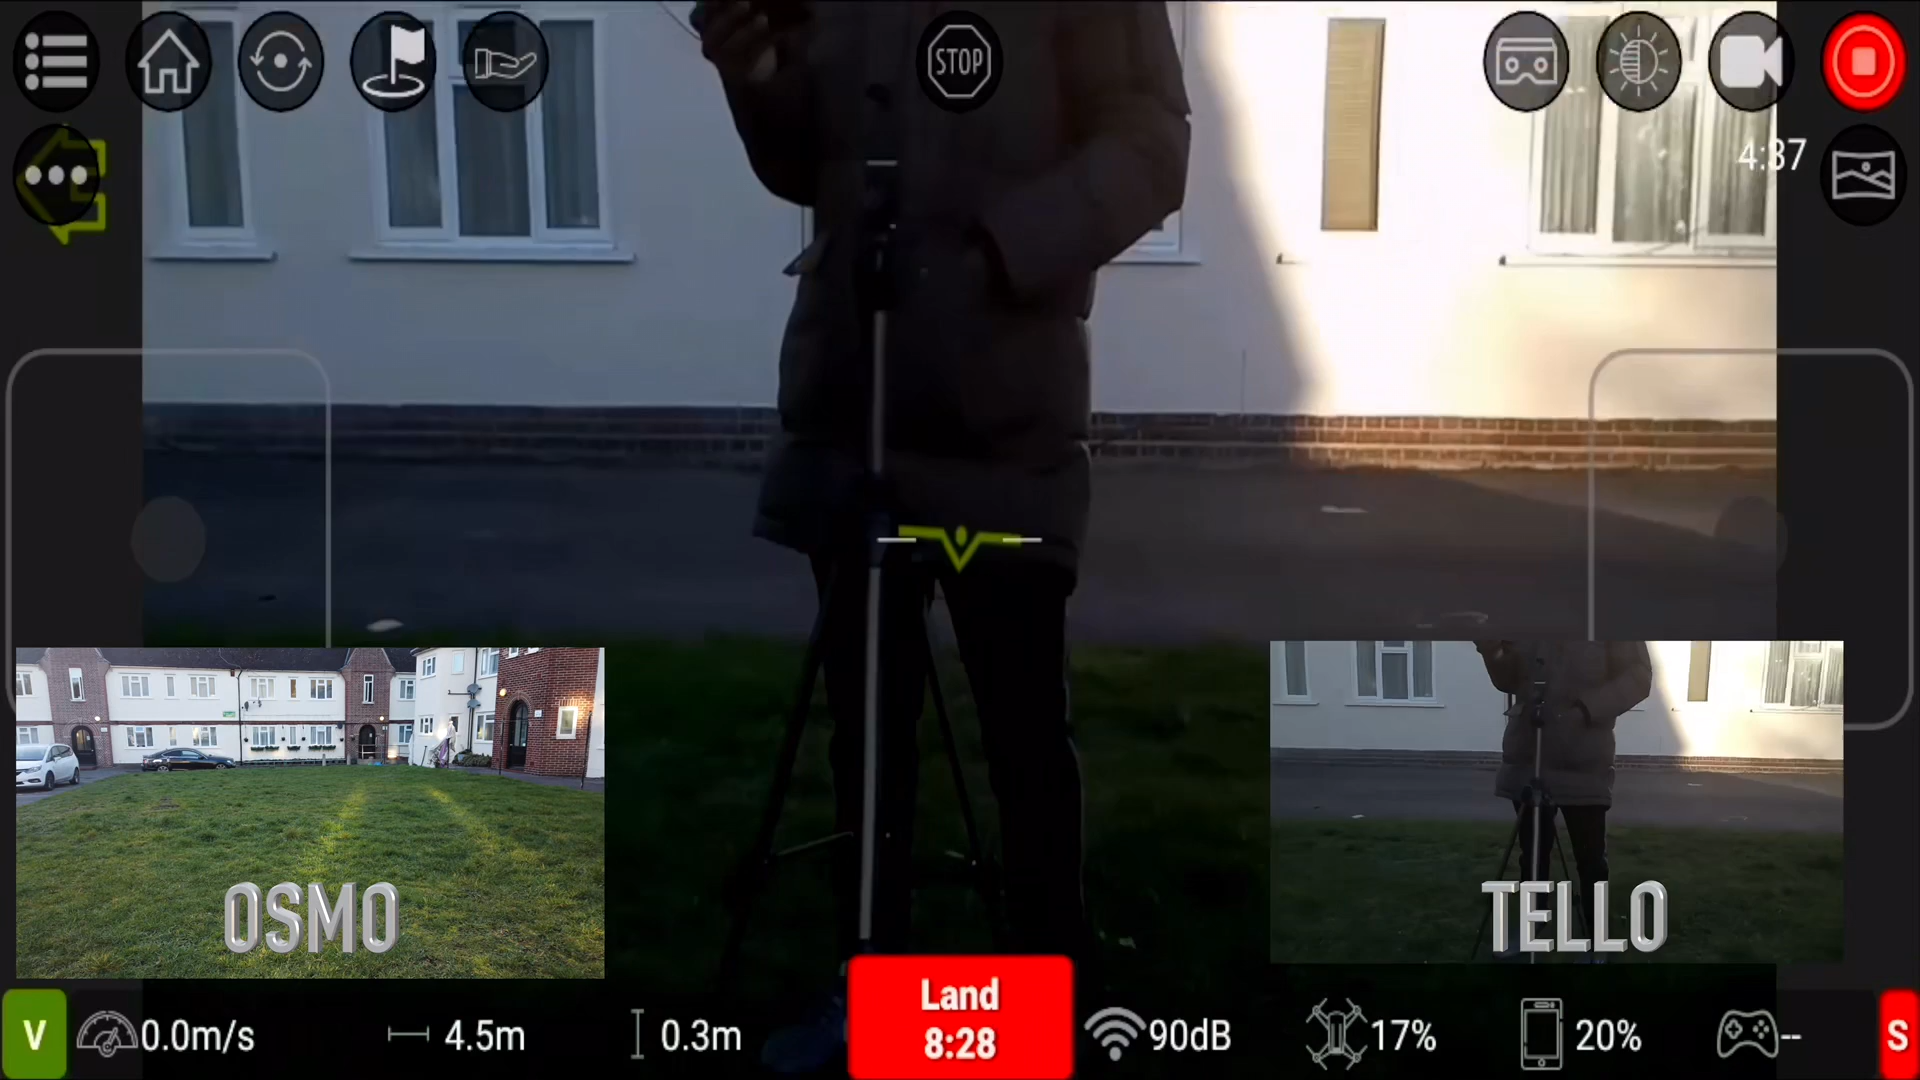 STOP
4:37
OSMO
TELLO
V 0.0m/s 4.5m 0.3m Land 8:28 90dB 17% 20% -- S